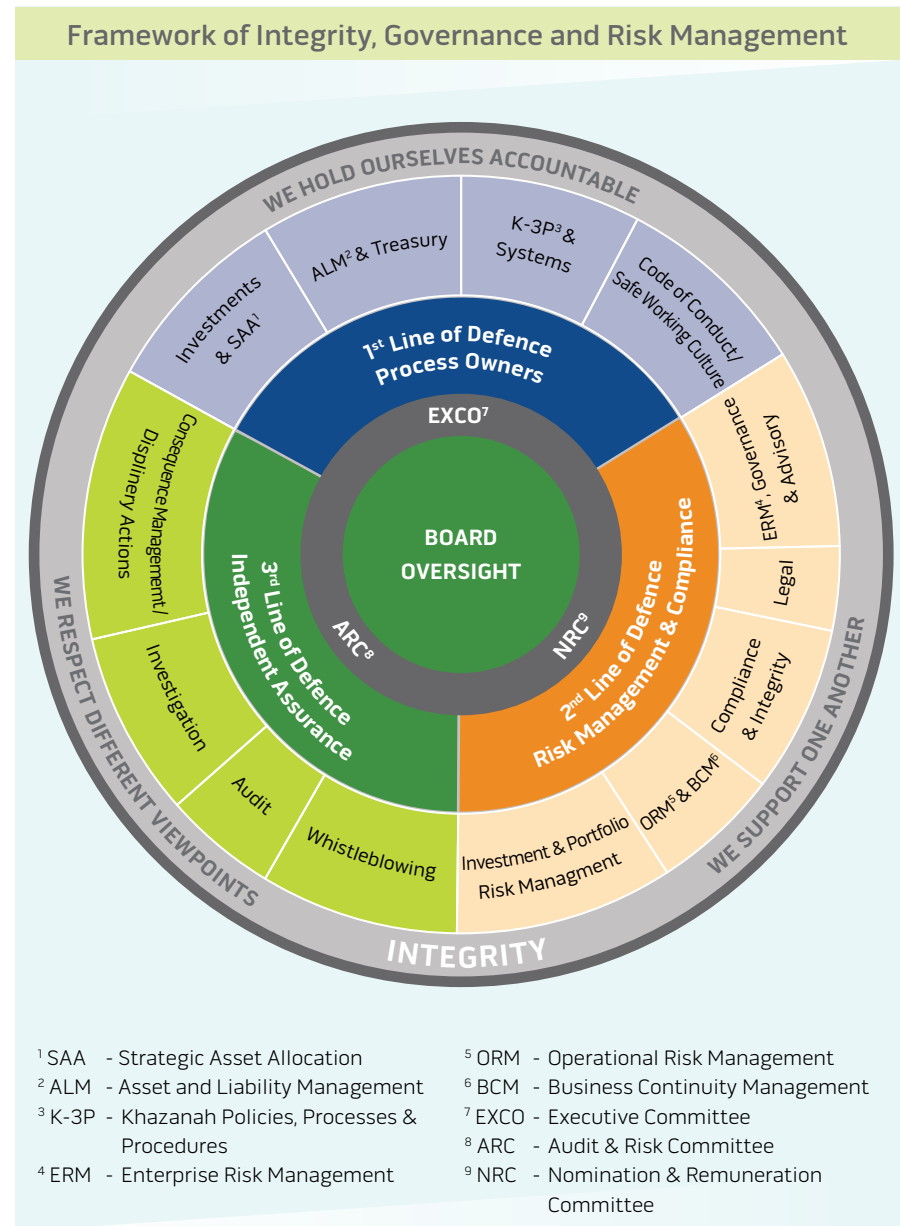 Framework of Integrity, Governance and Risk Management
WE HOLD OURSELVES ACCOUNTABLE
Investments
& SAA¹
ALM² & Treasury
K-3P³ &
Systems
Code of Conduct/
Safe Working Culture
1st Line of Defence
Process Owners
EXCO⁷
BOARD
OVERSIGHT
ARC⁸
NRC⁹
2nd Line of Defence
Risk Management & Compliance
3rd Line of Defence
Independent Assurance
ERM⁴, Governance
& Advisory
Legal
Compliance
& Integrity
ORM⁵ & BCM⁶
Investment & Portfolio
Risk Managment
Whistleblowing
Audit
Investigation
Consequence Managememt/
Displinery Actions
WE RESPECT DIFFERENT VIEWPOINTS
WE SUPPORT ONE ANOTHER
INTEGRITY
¹ SAA - Strategic Asset Allocation
² ALM - Asset and Liability Management
³ K-3P - Khazanah Policies, Processes &
Procedures
⁴ ERM - Enterprise Risk Management
⁵ ORM - Operational Risk Management
⁶ BCM - Business Continuity Management
⁷ EXCO - Executive Committee
⁸ ARC - Audit & Risk Committee
⁹ NRC - Nomination & Remuneration
Committee